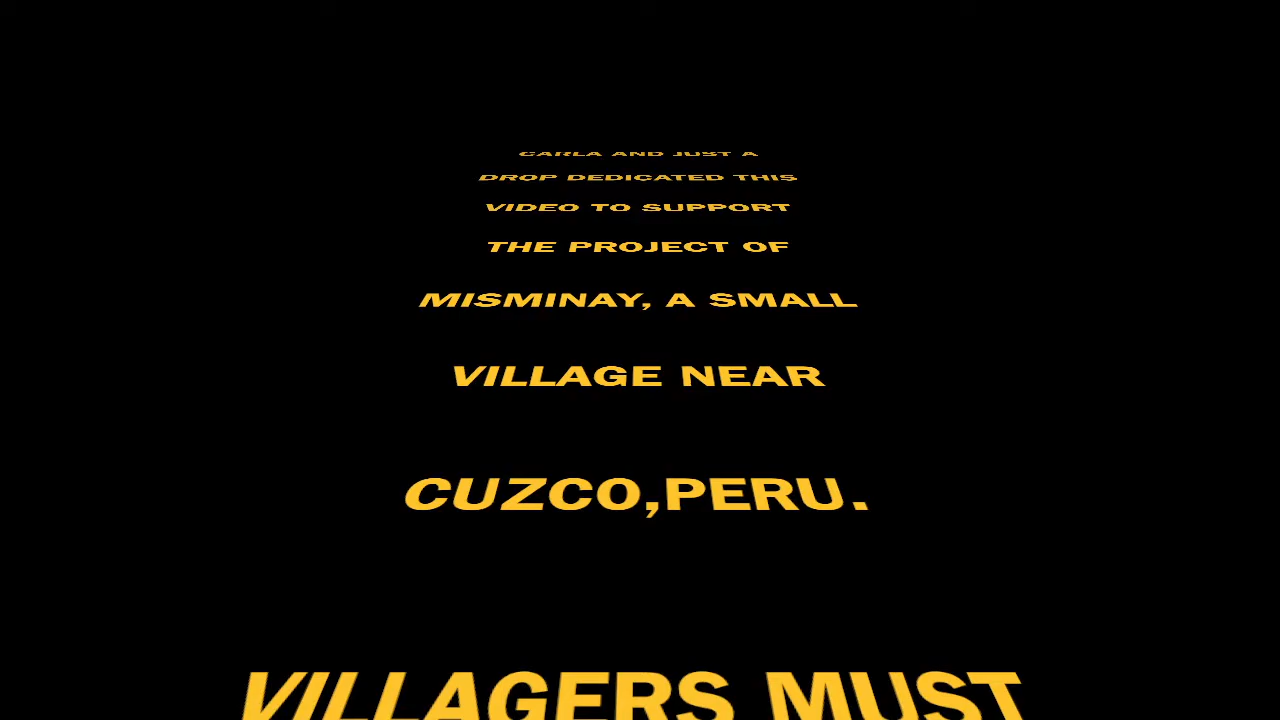 CARLA AND JUST A
DROP DEDICATED THIS
VIDEO TO SUPPORT
THE PROJECT OF
MISMINAY, A SMALL
VILLAGE NEAR
CUZCO,PERU.
VILLAGERS MUST